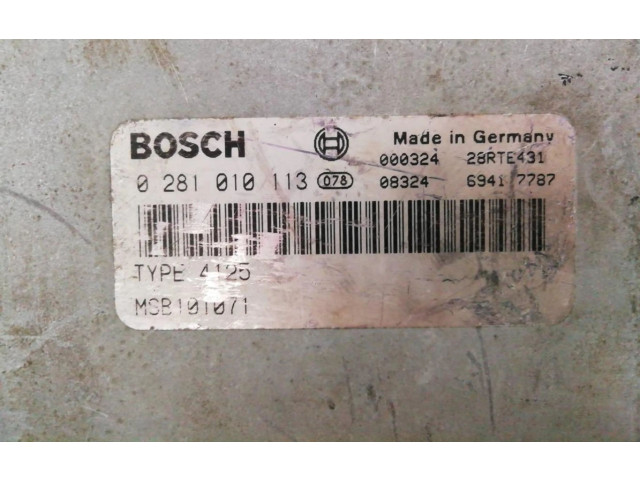 BOSCH Made in Germany
000324 28RTE431
0 281 010 113 078 08324 6941 7787
TYPE 4125
MSB101071